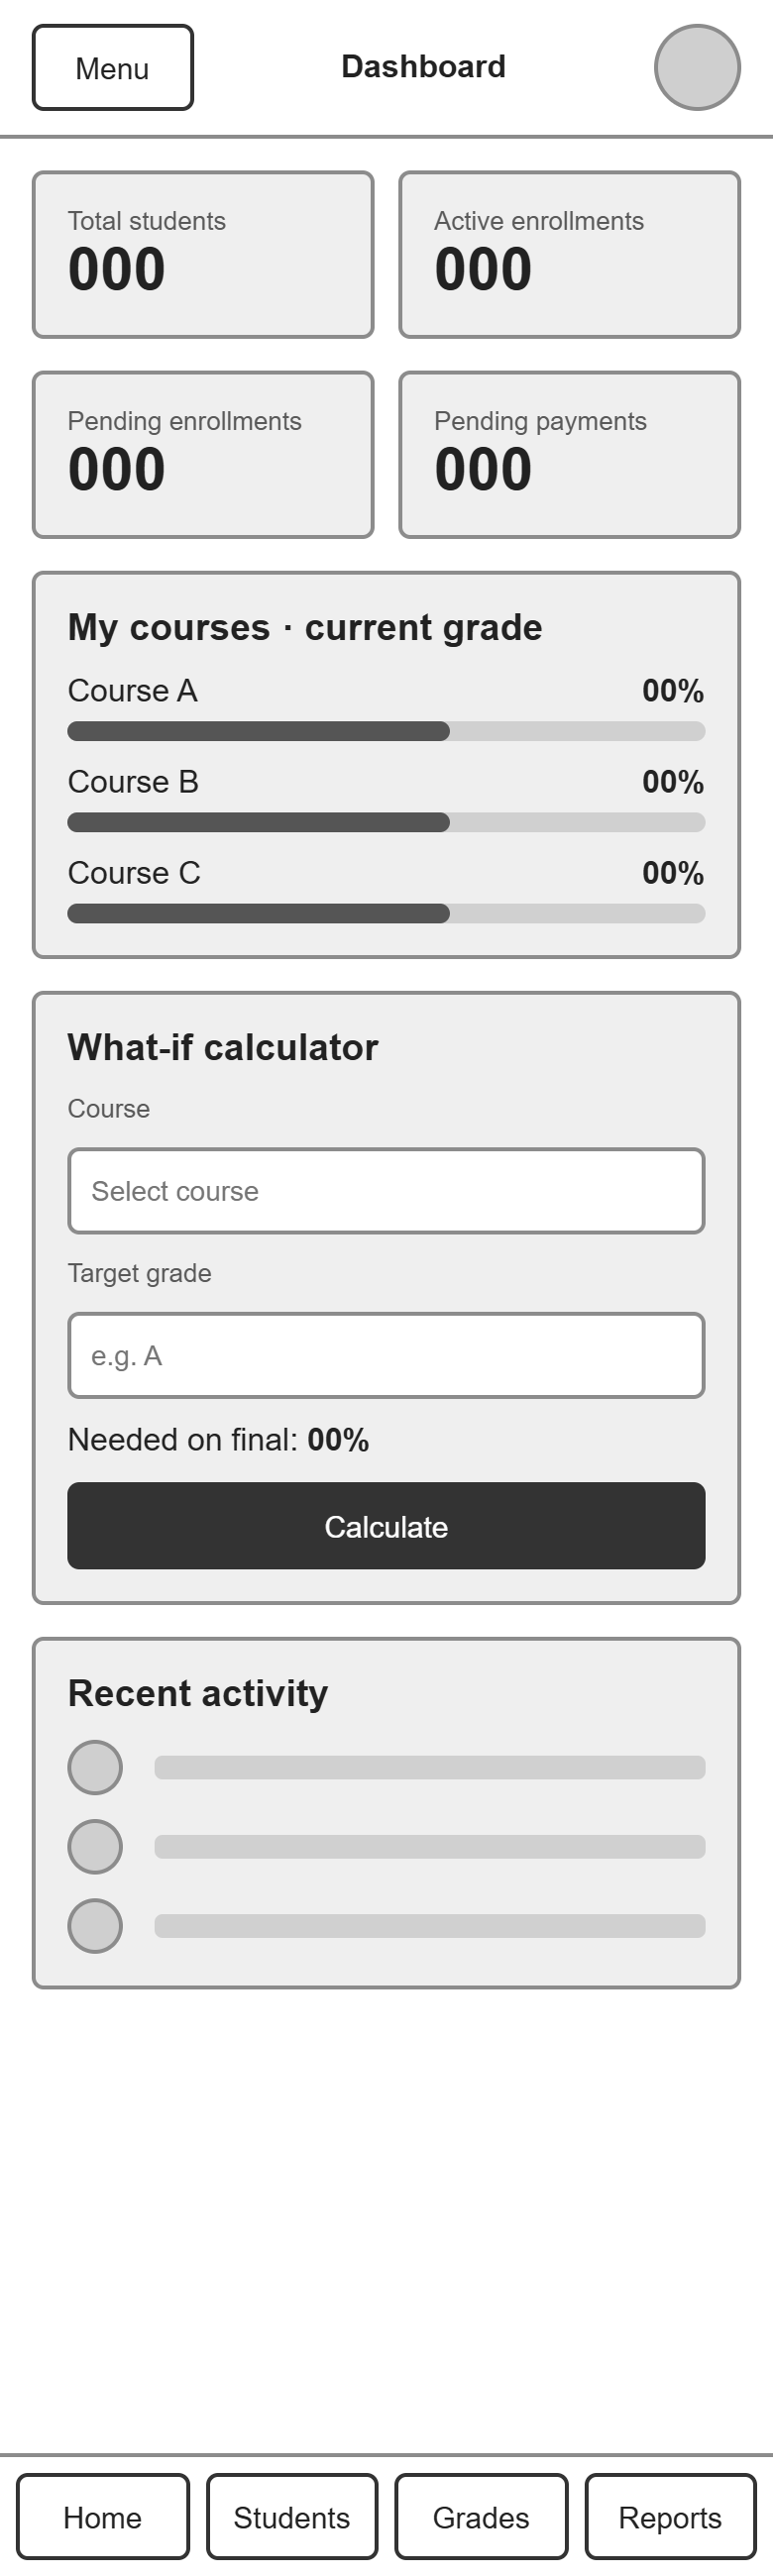 Menu
Dashboard
Total students
000
Active enrollments
000
Pending enrollments
000
Pending payments
000
My courses · current grade
Course A 00%
Course B 00%
Course C 00%
What-if calculator
Course
Select course
Target grade
e.g. A
Needed on final: 00%
Calculate
Recent activity
Home
Students
Grades
Reports